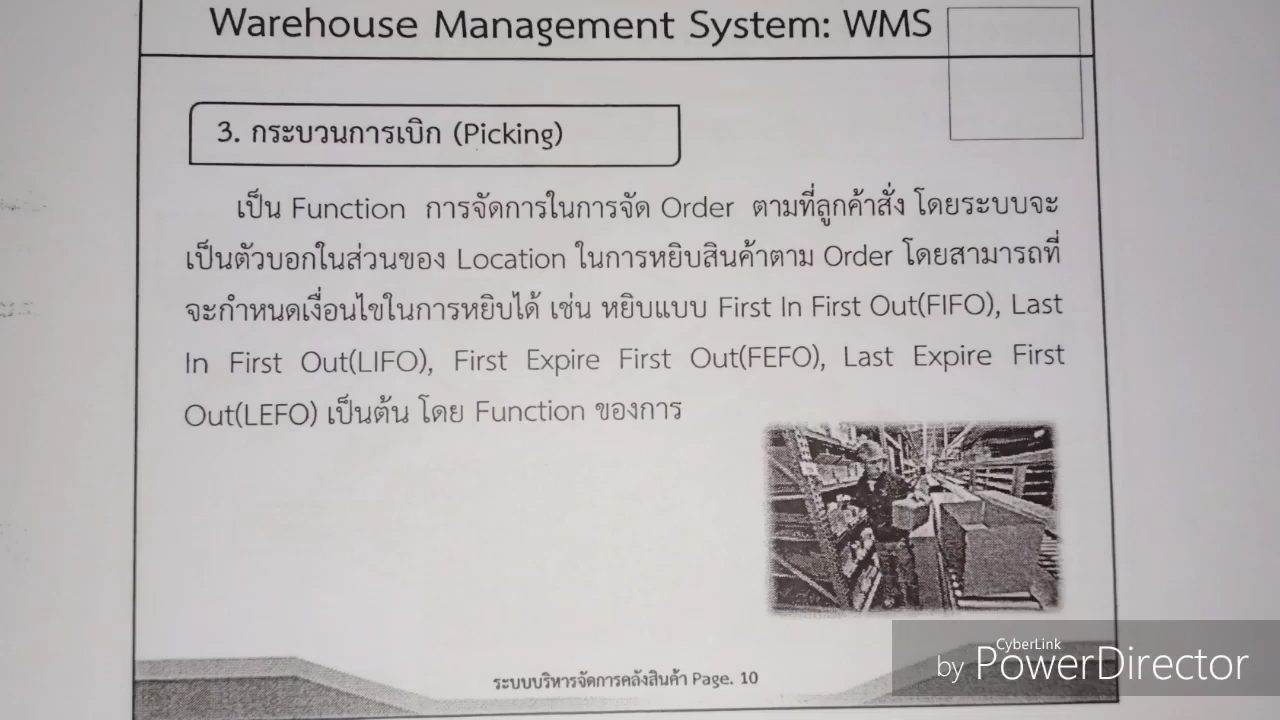 Warehouse Management System: WMS
3. กระบวนการเบิก (Picking)
เป็น Function การจัดการในการจัด Order ตามที่ลูกค้าสั่ง โดยระบบจะ
เป็นตัวบอกในส่วนของ Location ในการหยิบสินค้าตาม Order โดยสามารถที่
จะกำหนดเงื่อนไขในการหยิบได้ เช่น หยิบแบบ First In First Out(FIFO), Last
In First Out(LIFO), First Expire First Out(FEFO), Last Expire First
Out(LEFO) เป็นต้น โดย Function ของการ
ระบบบริหารจัดการคลังสินค้า Page. 10
CyberLink
by PowerDirector